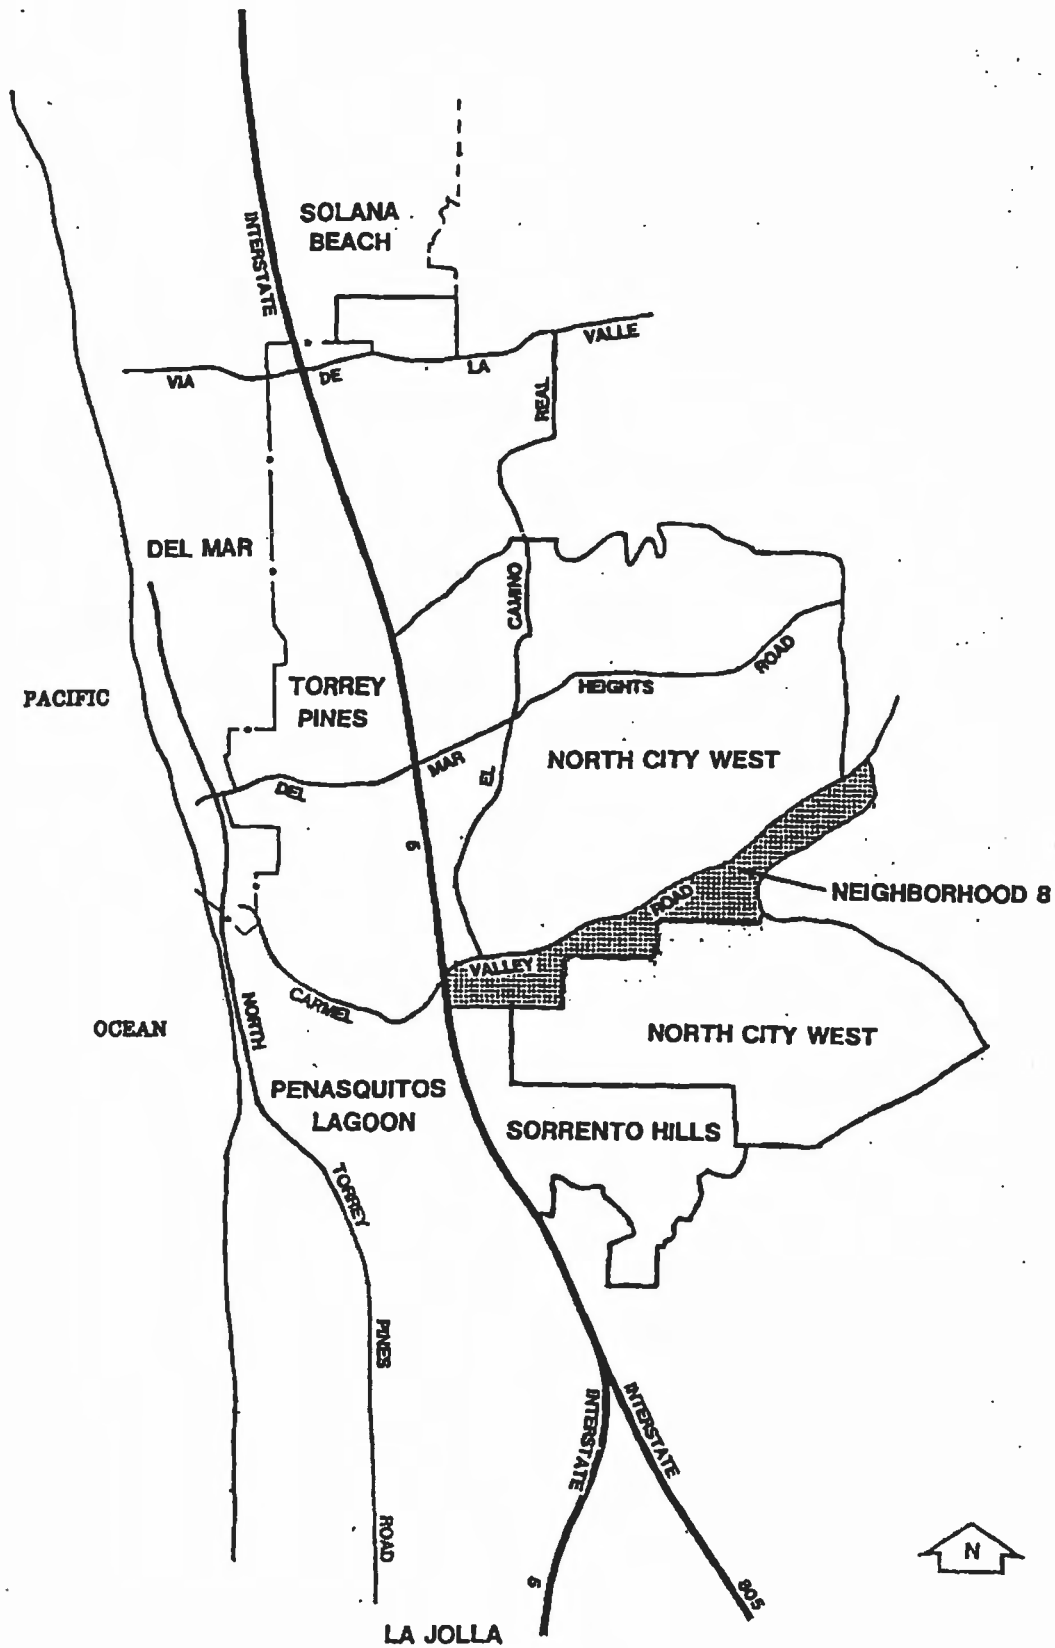 SOLANA
BEACH
INTERSTATE
VIA DE LA VALLE
REAL
DEL MAR
CAMINO
PACIFIC
TORREY
PINES
HEIGHTS ROAD
NORTH CITY WEST
DEL MAR
EL
5
NEIGHBORHOOD 8
ROAD
VALLEY
CARMEL
OCEAN
NORTH
NORTH CITY WEST
PENASQUITOS
LAGOON
SORRENTO HILLS
TORREY
PINES
ROAD
INTERSTATE
INTERSTATE
5
805
N
LA JOLLA